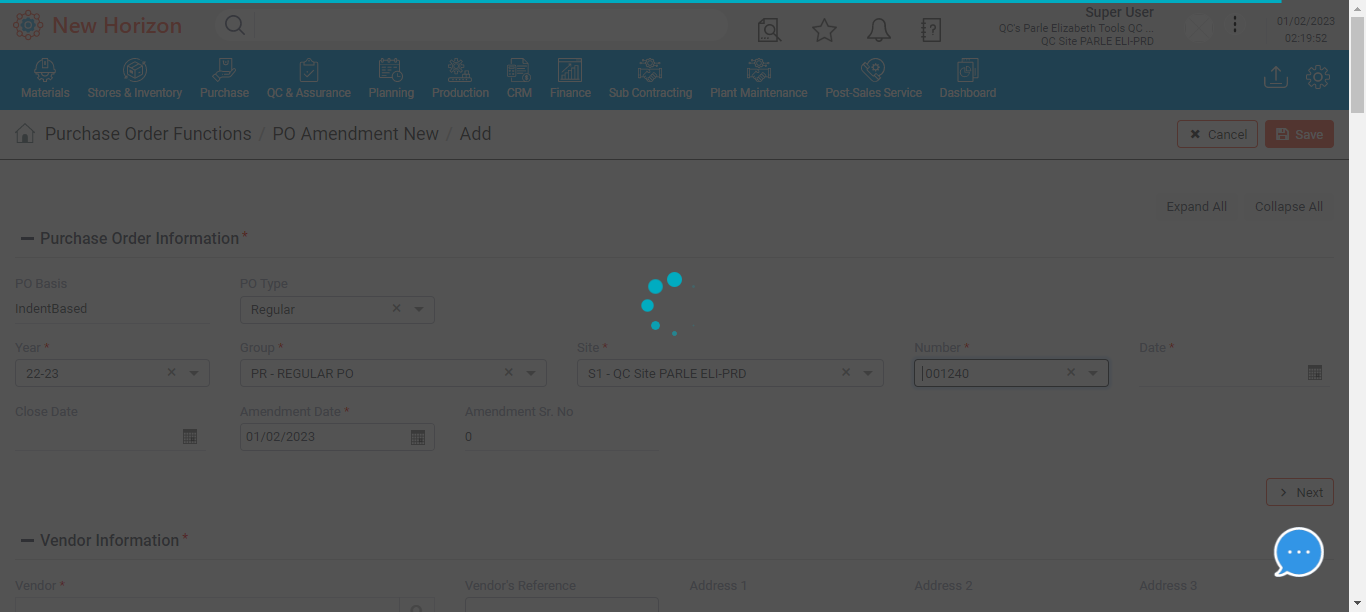 New Horizon
Super User
QC's Parle Elizabeth Tools QC ...
QC Site PARLE ELI-PRD
01/02/2023
02:19:52
Materials
Stores & Inventory
Purchase
QC & Assurance
Planning
Production
CRM
Finance
Sub Contracting
Plant Maintenance
Post-Sales Service
Dashboard
Purchase Order Functions / PO Amendment New / Add
Cancel
Save
Expand All
Collapse All
Purchase Order Information *
PO Basis
PO Type
IndentBased
Regular
Year *
Group *
Site *
Number *
Date *
22-23
PR - REGULAR PO
S1 - QC Site PARLE ELI-PRD
001240
Close Date
Amendment Date *
Amendment Sr. No
01/02/2023
0
Next
Vendor Information *
Vendor *
Vendor's Reference
Address 1
Address 2
Address 3